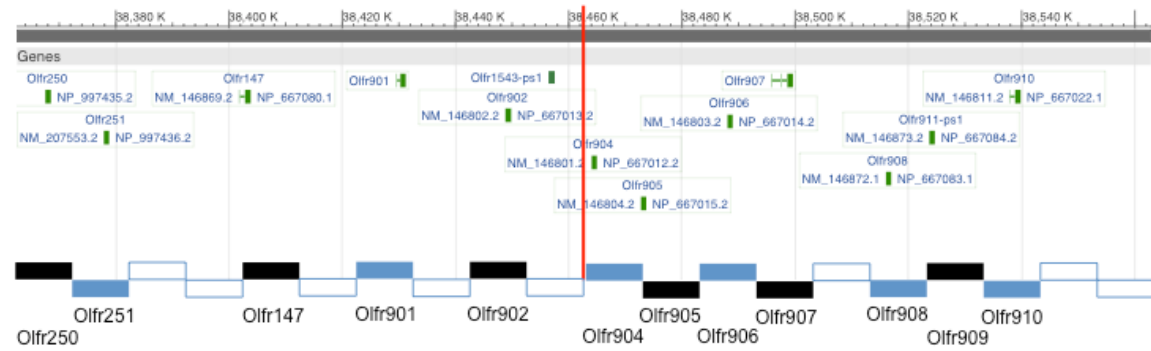 38,380 K 38,400 K 38,420 K 38,440 K 38,460 K 38,480 K 38,500 K 38,520 K 38,540 K
Genes
Olfr250 Olfr147 Olfr901 Olfr1543-ps1 Olfr907 Olfr910
NP_997435.2 NM_146869.2 NP_667080.1 Olfr902 Olfr906 NM_146811.2 NP_667022.1
Olfr251 NM_146802.2 NP_667013.2 NM_146803.2 NP_667014.2 Olfr911-ps1
NM_207553.2 NP_997436.2 Olfr904 NM_146873.2 NP_667084.2
NM_146801.2 NP_667012.2 Olfr908
Olfr905 NM_146872.1 NP_667083.1
NM_146804.2 NP_667015.2
Olfr251 Olfr147 Olfr901 Olfr902 Olfr905 Olfr907 Olfr908 Olfr910
Olfr250 Olfr904 Olfr906 Olfr909